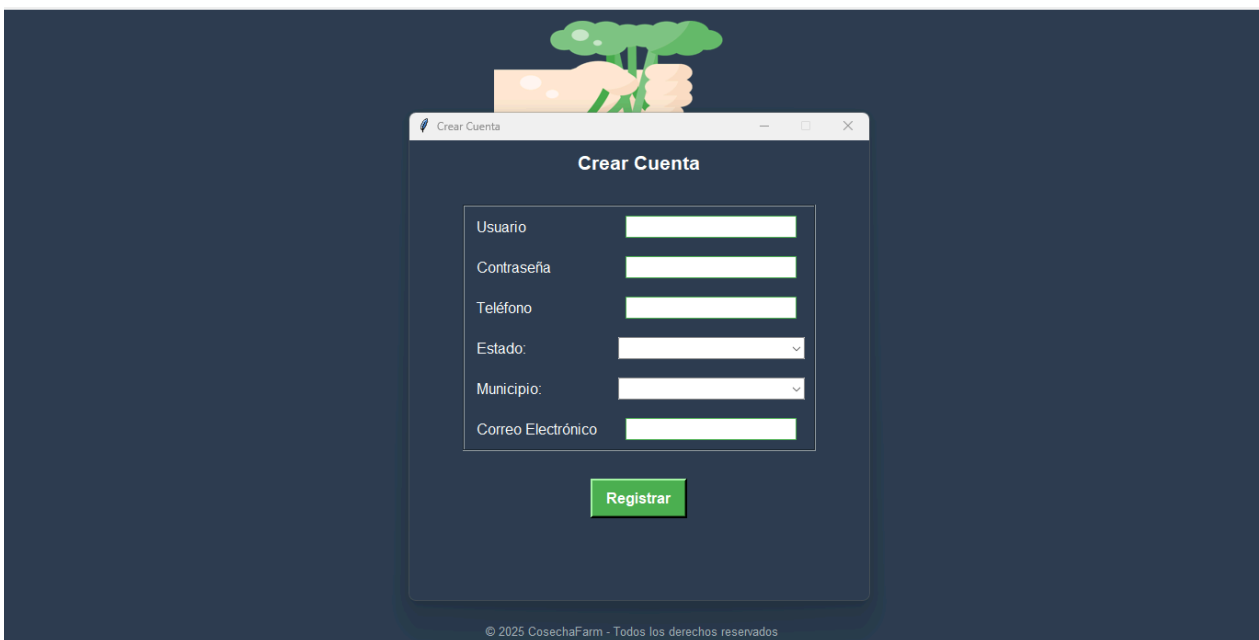 Crear Cuenta
Crear Cuenta
Usuario
Contraseña
Teléfono
Estado:
Municipio:
Correo Electrónico
Registrar
© 2025 CosechaFarm - Todos los derechos reservados